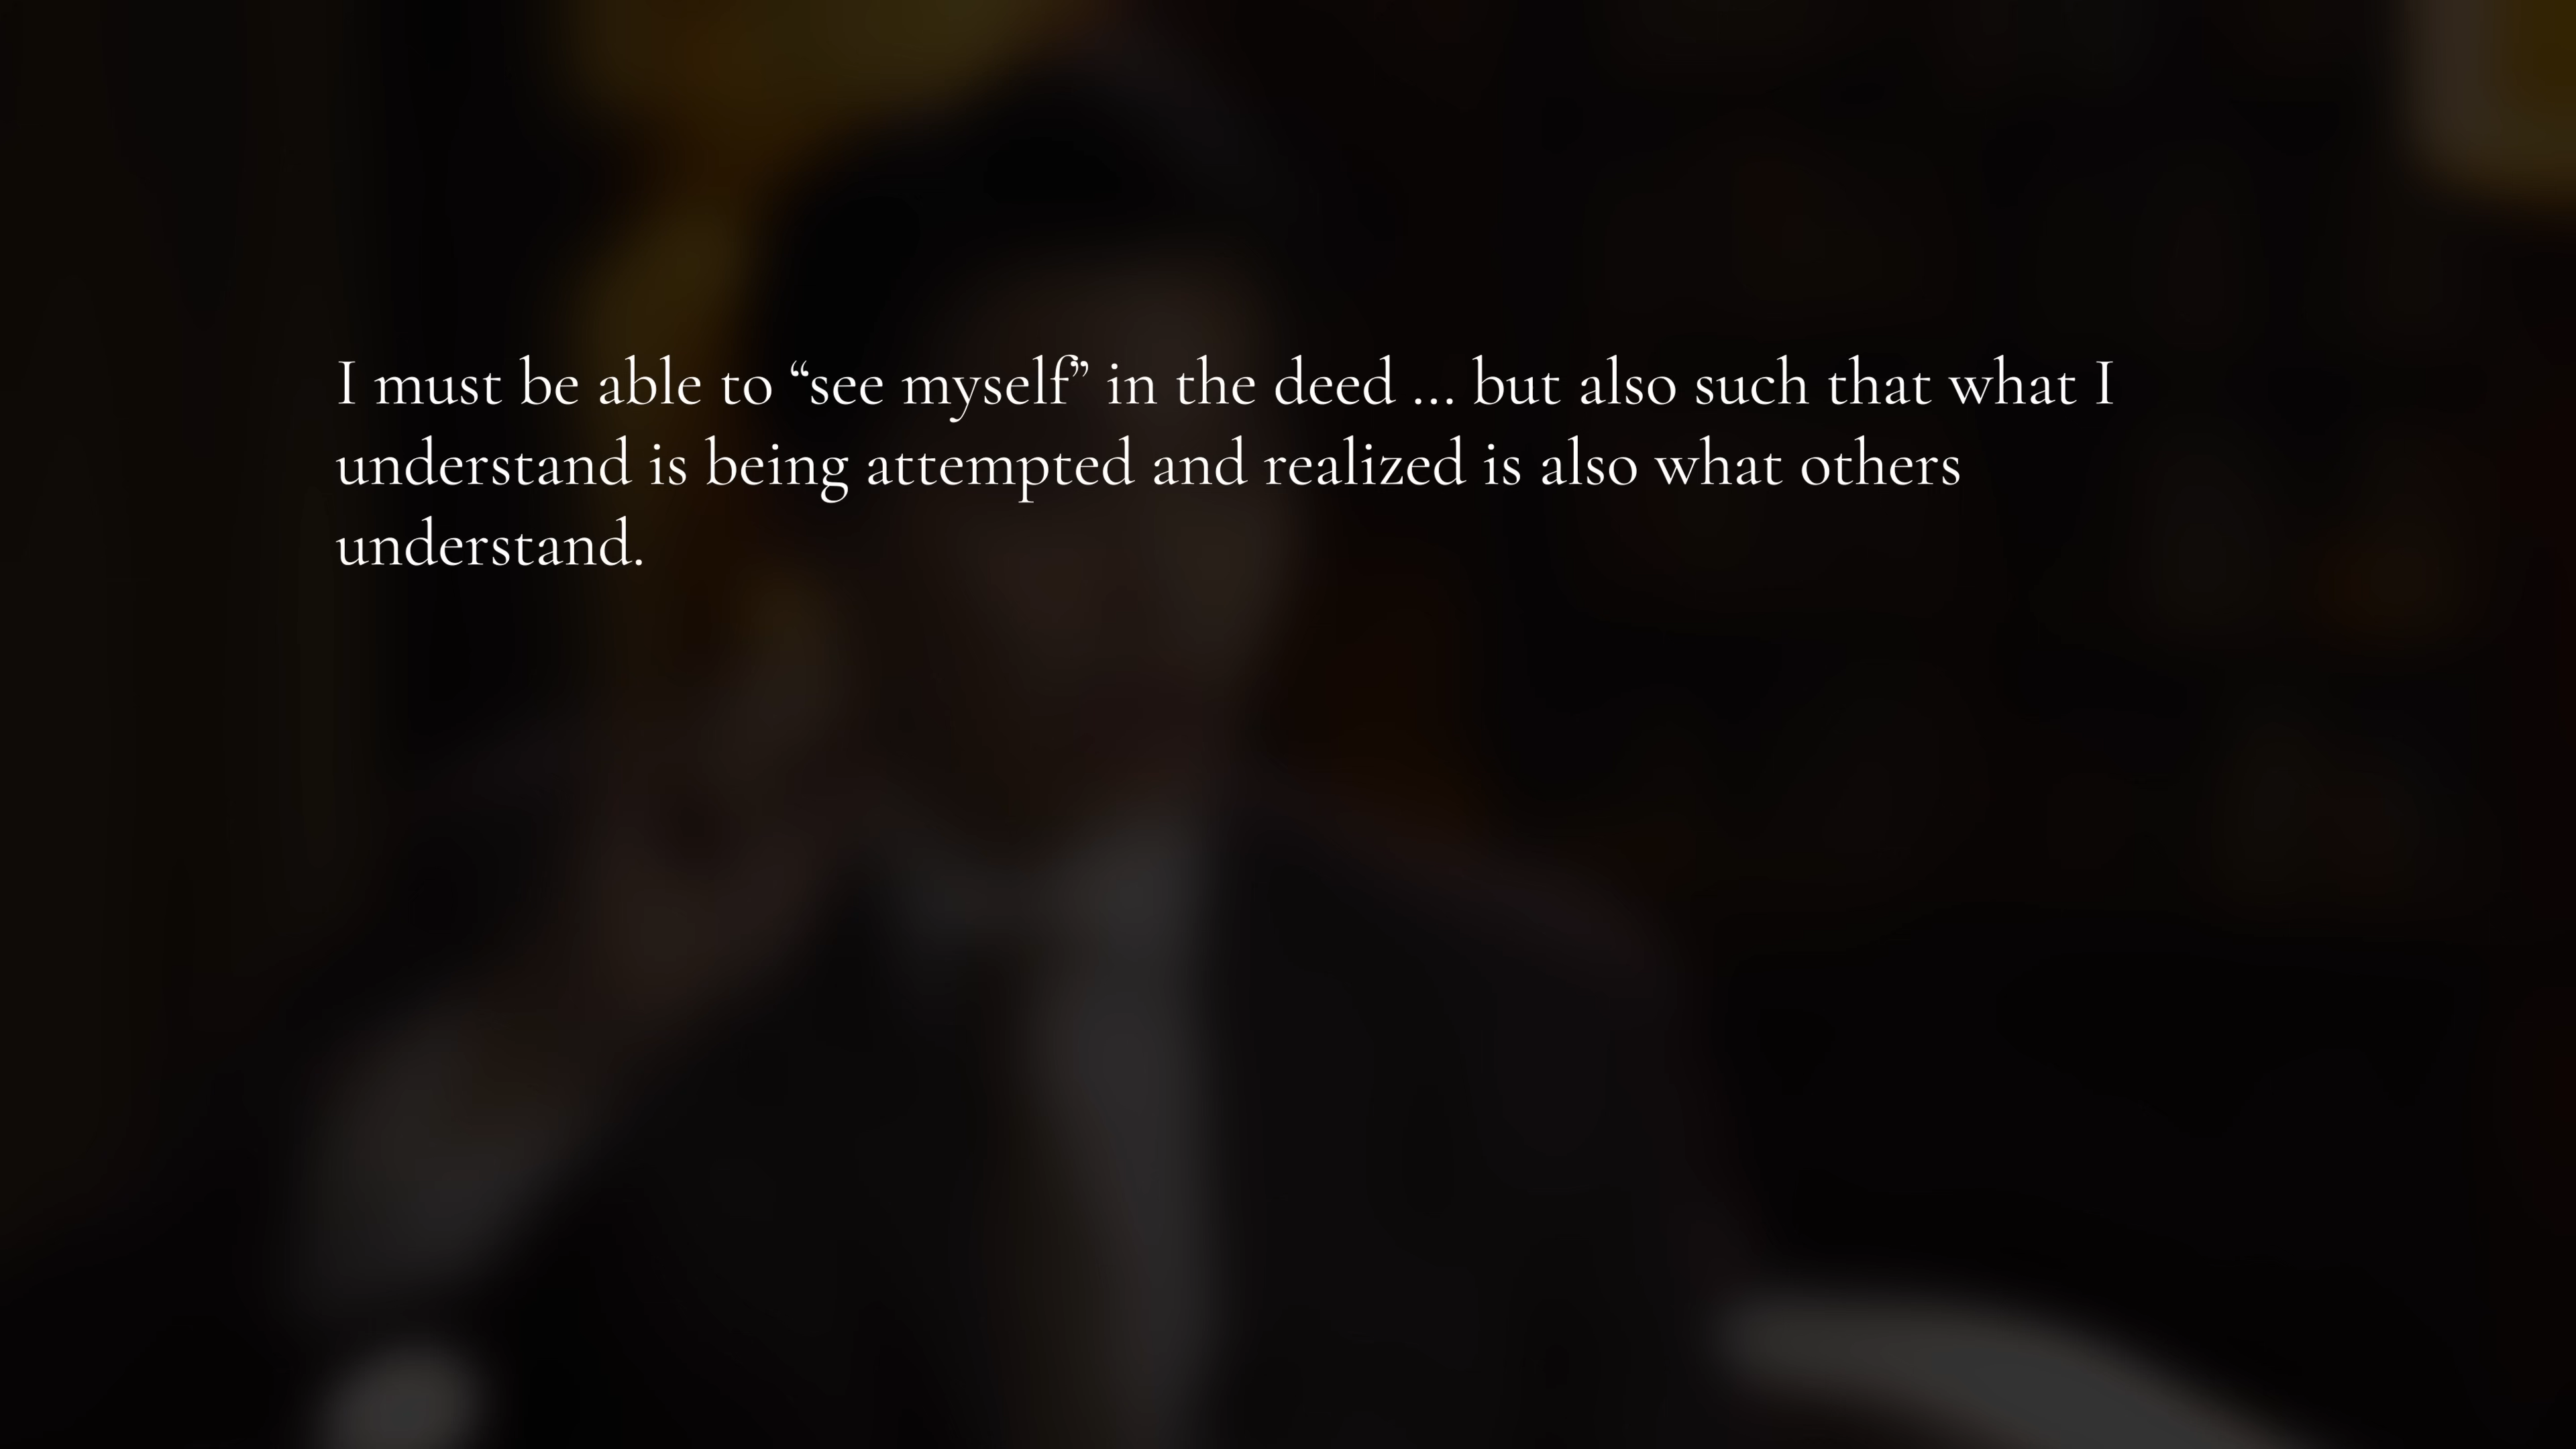 I must be able to “see myself” in the deed ... but also such that what I
understand is being attempted and realized is also what others
understand.